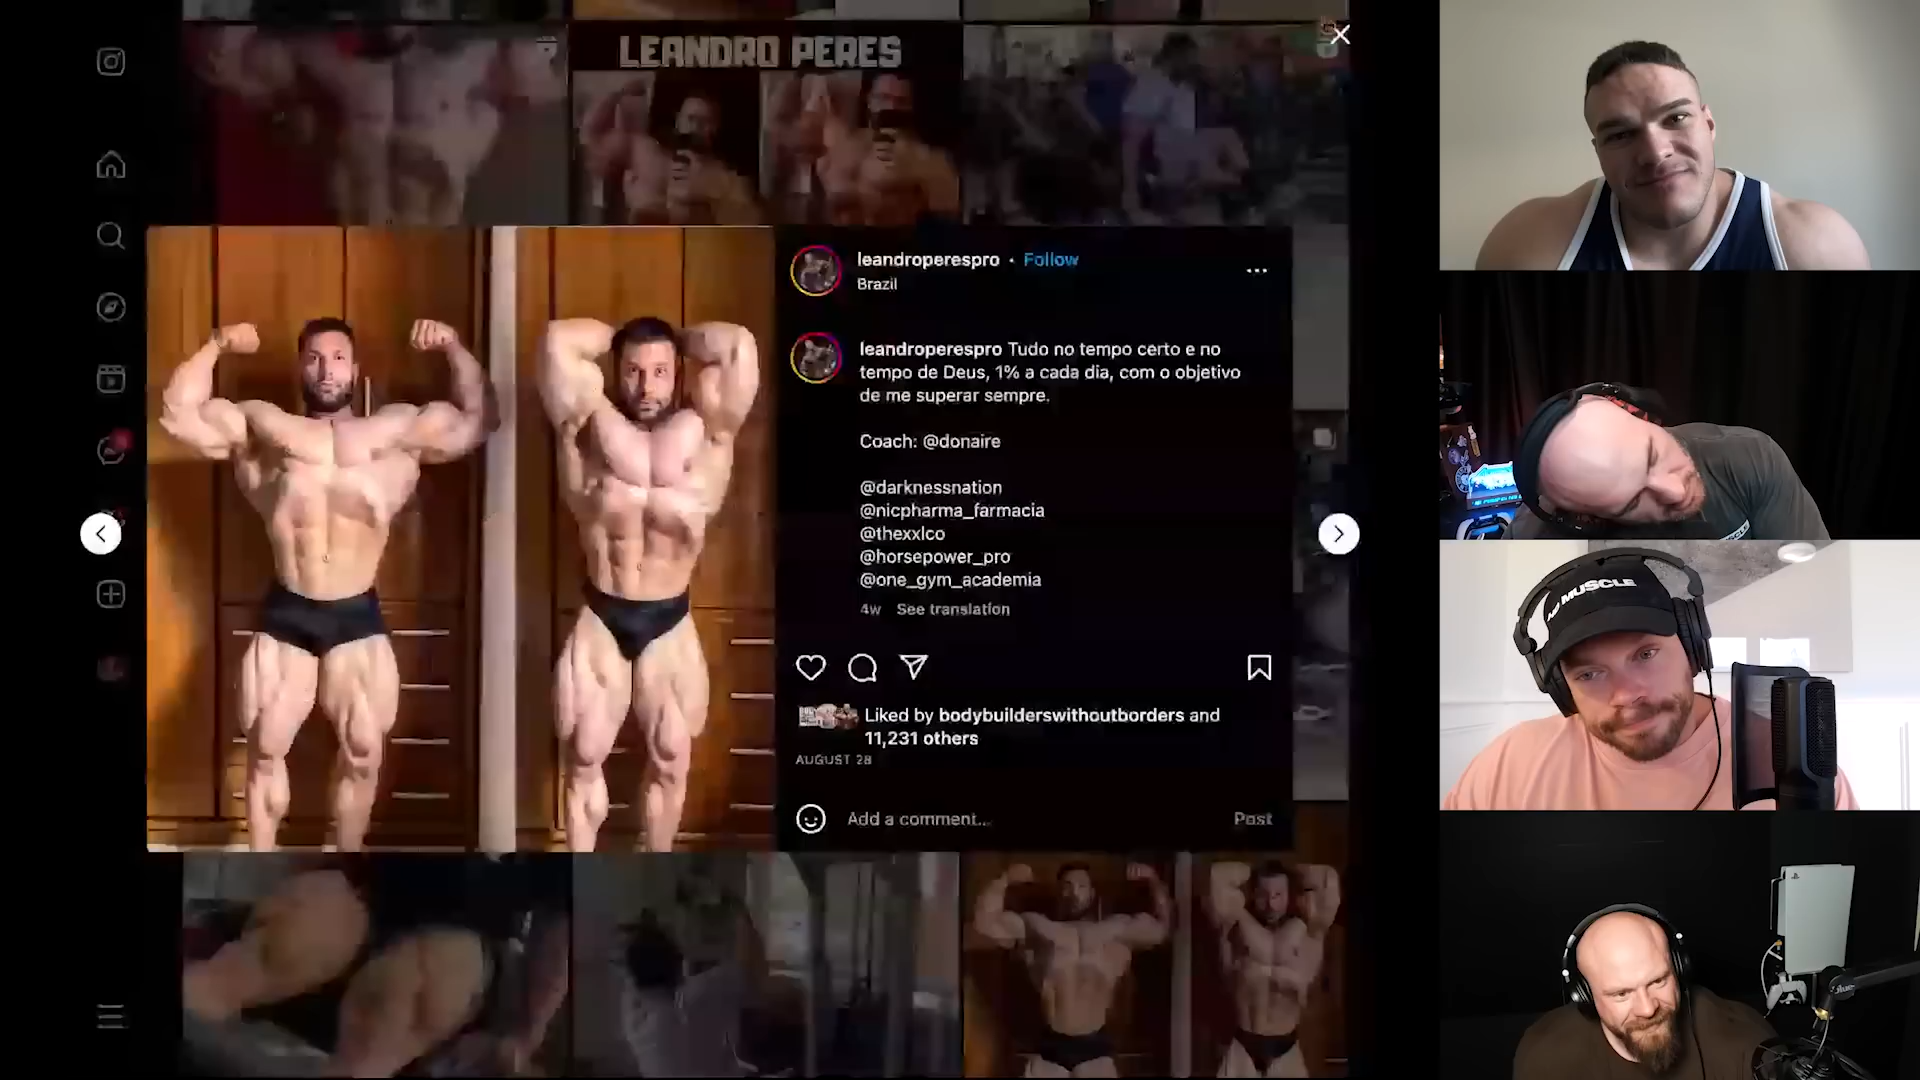 LEANDRO PERES
leandroperespro • Follow
Brazil
leandroperespro Tudo no tempo certo e no
tempo de Deus, 1% a cada dia, com o objetivo
de me superar sempre.
Coach: @donaire
@darknessnation
@nicpharma_farmacia
@thexxlco
@horsepower_pro
@one_gym_academia
4w See translation
Liked by bodybuilderswithoutborders and
11,231 others
AUGUST 28
Add a comment...
Post
MUSCLE